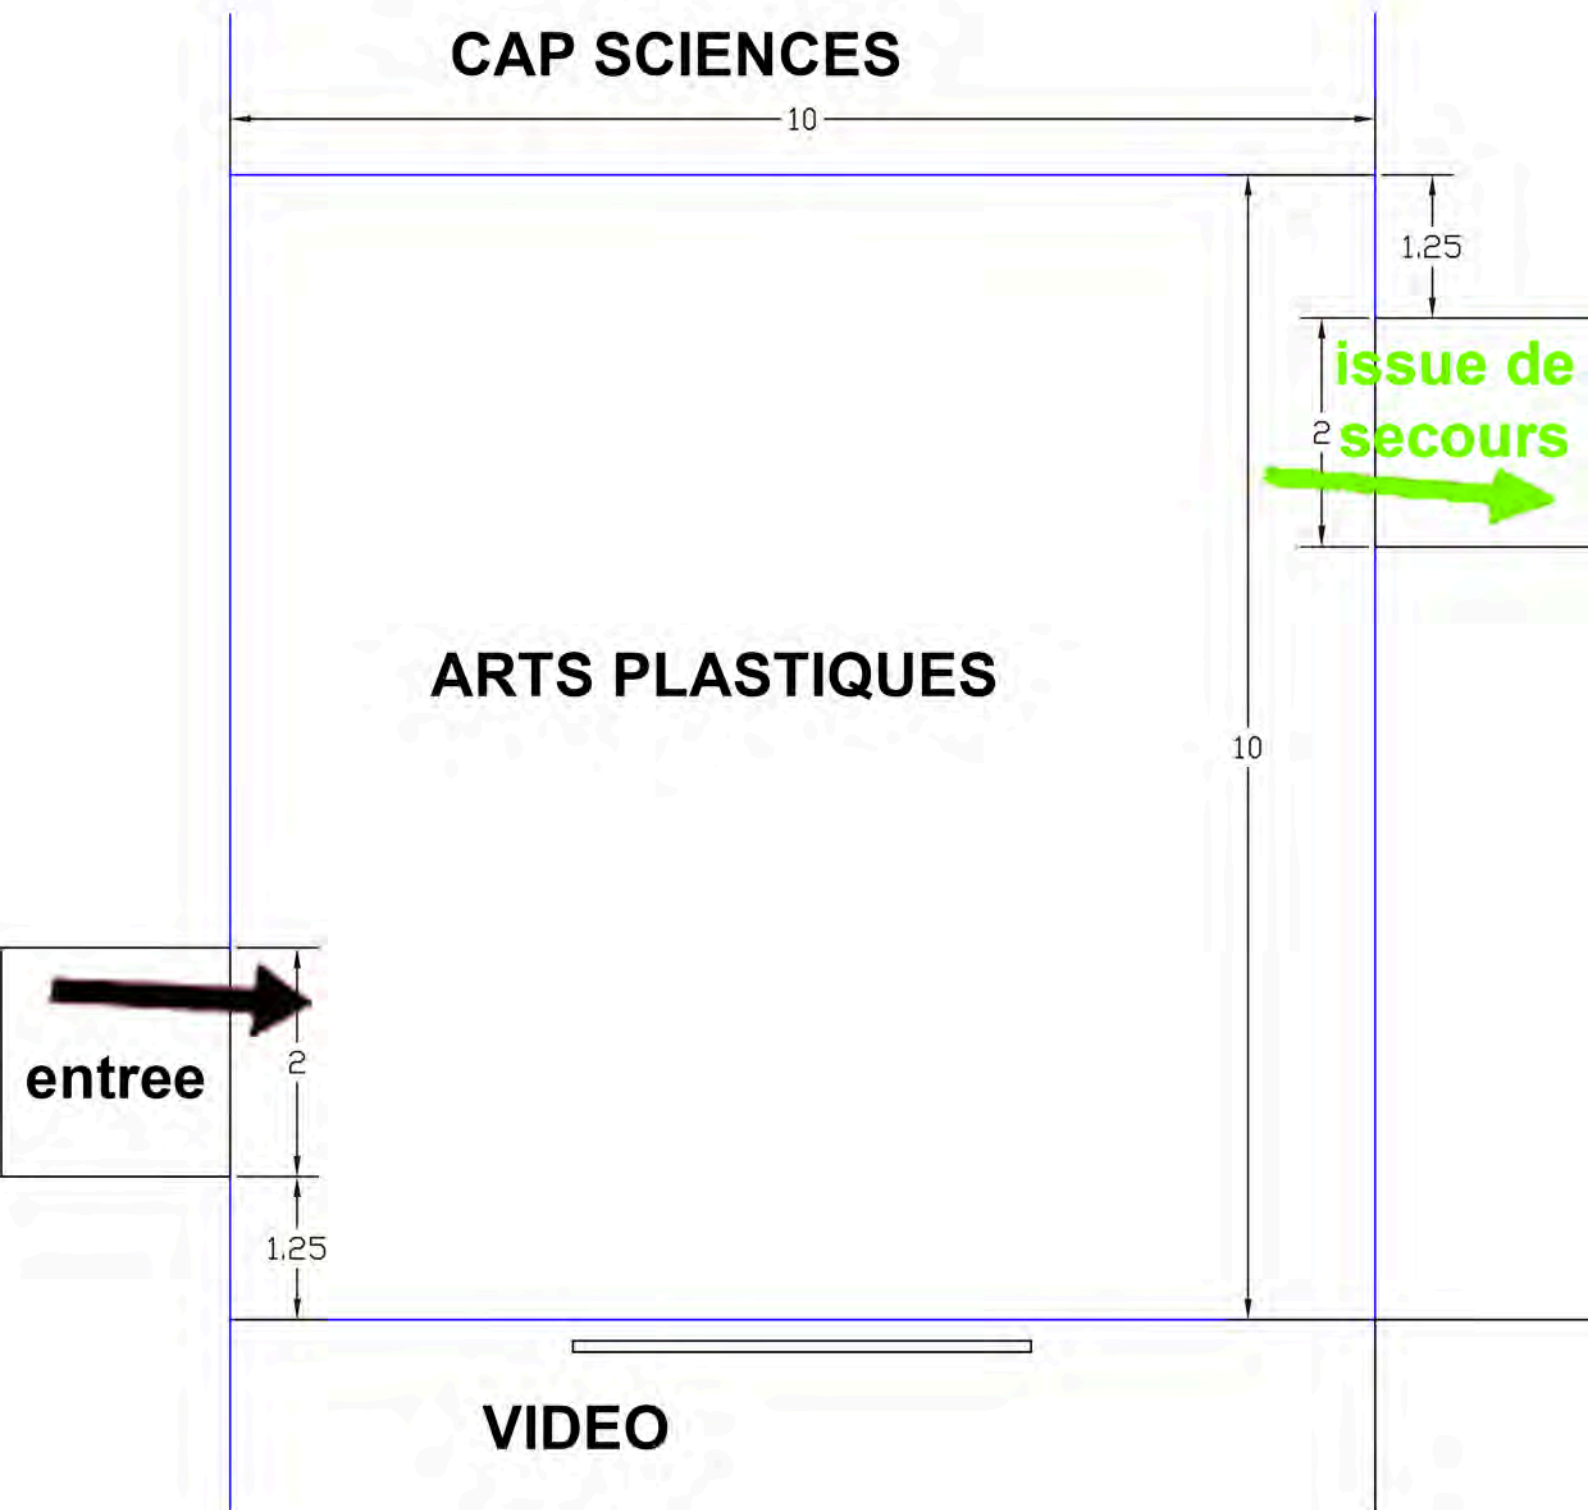 CAP SCIENCES
10
1.25
issue de
2 secours
ARTS PLASTIQUES
10
2
entree
1.25
VIDEO